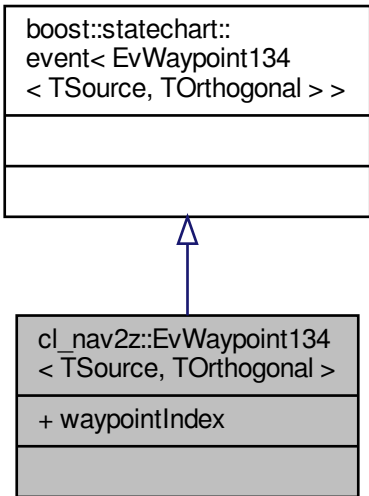 boost::statechart::
event< EvWaypoint134
< TSource, TOrthogonal > >
cl_nav2z::EvWaypoint134
< TSource, TOrthogonal >
+ waypointIndex